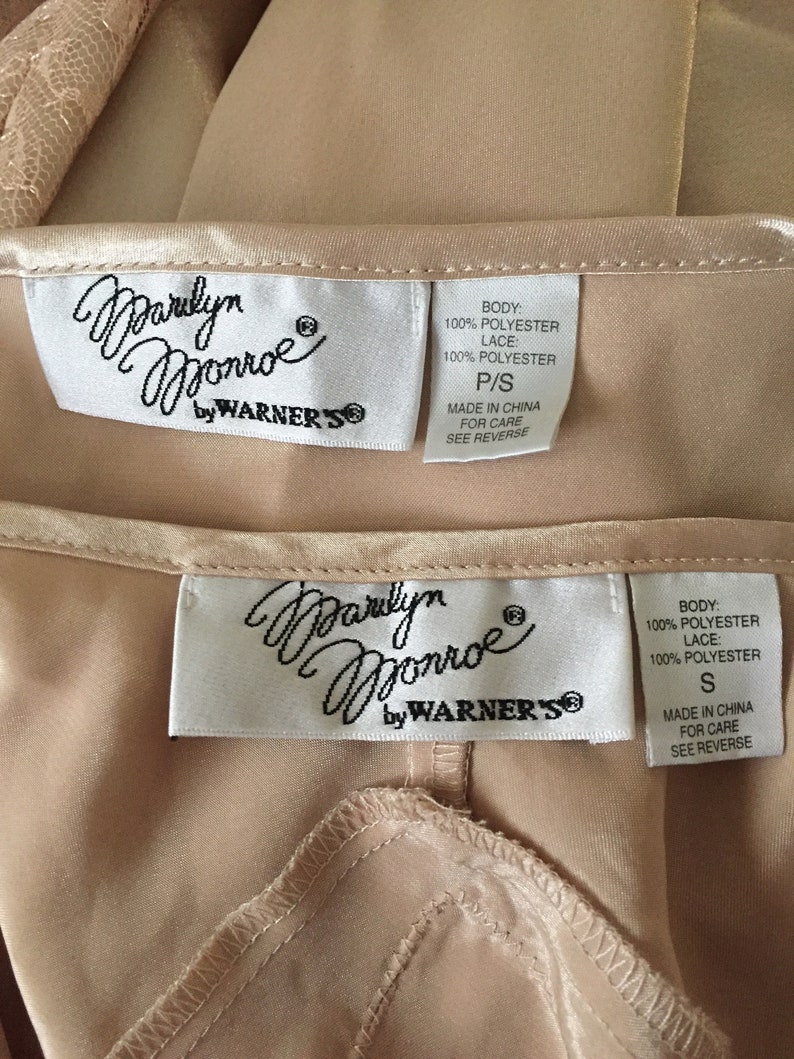 Marilyn
Monroe®
by WARNER'S®
BODY:
100% POLYESTER
LACE:
100% POLYESTER
P/S
MADE IN CHINA
FOR CARE
SEE REVERSE
Marilyn
Monroe®
by WARNER'S®
BODY:
100% POLYESTER
LACE:
100% POLYESTER
S
MADE IN CHINA
FOR CARE
SEE REVERSE